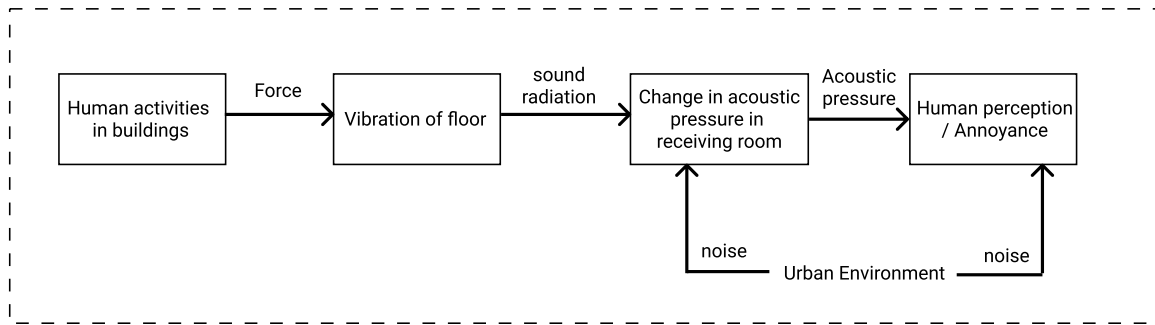 Human activities
in buildings
Force
Vibration of floor
sound
radiation
Change in acoustic
pressure in
receiving room
Acoustic
pressure
Human perception
/ Annoyance
noise
Urban Environment
noise